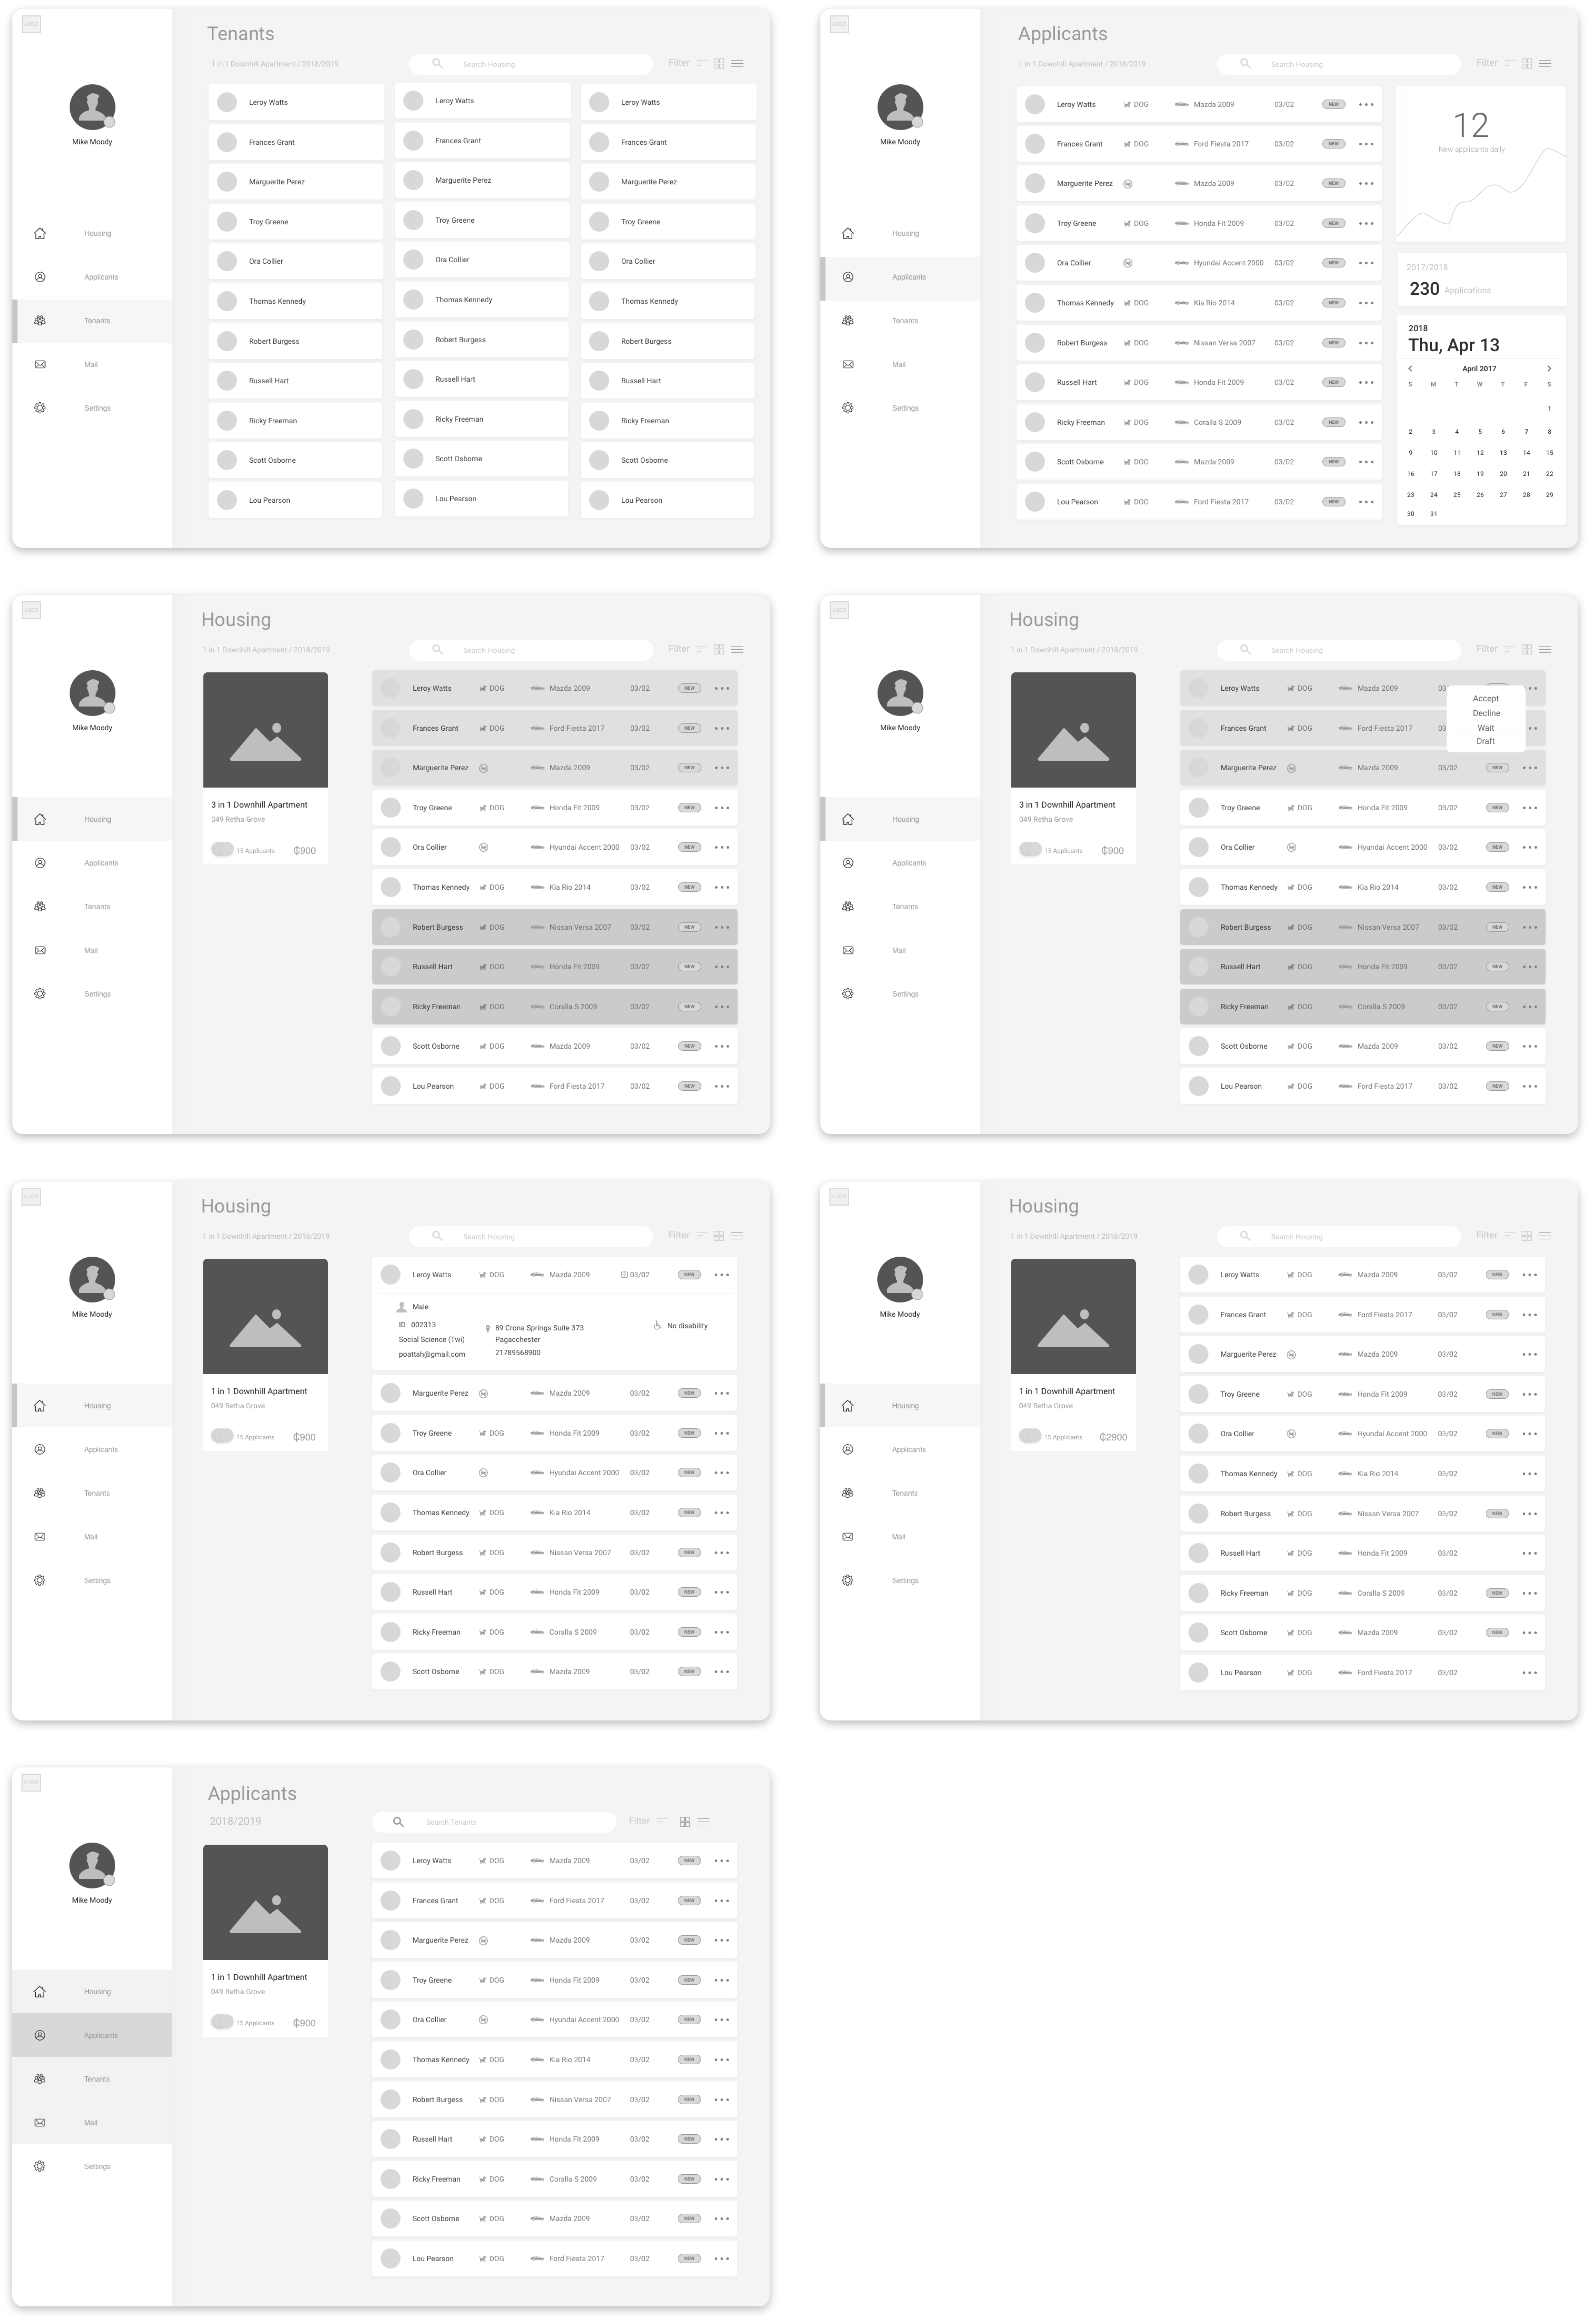 LOGO
Tenants
1 in 1 Downhill Apartment / 2018/2019
Search Housing
Filter
Mike Moody
Housing
Applicants
Tenants
Mail
Settings
Leroy Watts Leroy Watts Leroy Watts
Frances Grant Frances Grant Frances Grant
Marguerite Perez Marguerite Perez Marguerite Perez
Troy Greene Troy Greene Troy Greene
Ora Collier Ora Collier Ora Collier
Thomas Kennedy Thomas Kennedy Thomas Kennedy
Robert Burgess Robert Burgess Robert Burgess
Russell Hart Russell Hart Russell Hart
Ricky Freeman Ricky Freeman Ricky Freeman
Scott Osborne Scott Osborne Scott Osborne
Lou Pearson Lou Pearson Lou Pearson
LOGO
Applicants
1 in 1 Downhill Apartment / 2018/2019
Search Housing
Filter
Mike Moody
Housing
Applicants
Tenants
Mail
Settings
Leroy Watts DOG Mazda 2009 03/02 NEW
Frances Grant DOG Ford Fiesta 2017 03/02 NEW
Marguerite Perez Mazda 2009 03/02 NEW
Troy Greene DOG Honda Fit 2009 03/02 NEW
Ora Collier Hyundai Accent 2000 03/02 NEW
Thomas Kennedy DOG Kia Rio 2014 03/02 NEW
Robert Burgess DOG Nissan Versa 2007 03/02 NEW
Russell Hart DOG Honda Fit 2009 03/02 NEW
Ricky Freeman DOG Coralla S 2009 03/02 NEW
Scott Osborne DOG Mazda 2009 03/02 NEW
Lou Pearson DOG Ford Fiesta 2017 03/02 NEW
12
New applicants daily
2017/2018
230 Applications
2018
Thu, Apr 13
April 2017
S M T W T F S
1
2 3 4 5 6 7 8
9 10 11 12 13 14 15
16 17 18 19 20 21 22
23 24 25 26 27 28 29
30 31
LOGO
Housing
1 in 1 Downhill Apartment / 2018/2019
Search Housing
Filter
Mike Moody
Housing
Applicants
Tenants
Mail
Settings
3 in 1 Downhill Apartment
049 Retha Grove
15 Applicants ₵900
Leroy Watts DOG Mazda 2009 03/02 NEW
Frances Grant DOG Ford Fiesta 2017 03/02 NEW
Marguerite Perez Mazda 2009 03/02 NEW
Troy Greene DOG Honda Fit 2009 03/02 NEW
Ora Collier Hyundai Accent 2000 03/02 NEW
Thomas Kennedy DOG Kia Rio 2014 03/02 NEW
Robert Burgess DOG Nissan Versa 2007 03/02 NEW
Russell Hart DOG Honda Fit 2009 03/02 NEW
Ricky Freeman DOG Coralla S 2009 03/02 NEW
Scott Osborne DOG Mazda 2009 03/02 NEW
Lou Pearson DOG Ford Fiesta 2017 03/02 NEW
LOGO
Housing
1 in 1 Downhill Apartment / 2018/2019
Search Housing
Filter
Mike Moody
Housing
Applicants
Tenants
Mail
Settings
3 in 1 Downhill Apartment
049 Retha Grove
15 Applicants ₵900
Leroy Watts DOG Mazda 2009 03
Frances Grant DOG Ford Fiesta 2017 03
Accept
Decline
Wait
Draft
Marguerite Perez Mazda 2009 03/02 NEW
Troy Greene DOG Honda Fit 2009 03/02 NEW
Ora Collier Hyundai Accent 2000 03/02 NEW
Thomas Kennedy DOG Kia Rio 2014 03/02 NEW
Robert Burgess DOG Nissan Versa 2007 03/02 NEW
Russell Hart DOG Honda Fit 2009 03/02 NEW
Ricky Freeman DOG Coralla S 2009 03/02 NEW
Scott Osborne DOG Mazda 2009 03/02 NEW
Lou Pearson DOG Ford Fiesta 2017 03/02 NEW
LOGO
Housing
1 in 1 Downhill Apartment / 2018/2019
Search Housing
Filter
Mike Moody
Housing
Applicants
Tenants
Mail
Settings
1 in 1 Downhill Apartment
049 Retha Grove
15 Applicants ₵900
Leroy Watts DOG Mazda 2009 03/02 NEW
Male
ID 002313
Social Science (Twi)
poattah@gmail.com
89 Crona Springs Suite 373
Pagacchester
21789568900
No disability
Marguerite Perez Mazda 2009 03/02 NEW
Troy Greene DOG Honda Fit 2009 03/02 NEW
Ora Collier Hyundai Accent 2000 03/02 NEW
Thomas Kennedy DOG Kia Rio 2014 03/02 NEW
Robert Burgess DOG Nissan Versa 2007 03/02 NEW
Russell Hart DOG Honda Fit 2009 03/02 NEW
Ricky Freeman DOG Coralla S 2009 03/02 NEW
Scott Osborne DOG Mazda 2009 03/02 NEW
LOGO
Housing
1 in 1 Downhill Apartment / 2018/2019
Search Housing
Filter
Mike Moody
Housing
Applicants
Tenants
Mail
Settings
1 in 1 Downhill Apartment
049 Retha Grove
15 Applicants ₵2900
Leroy Watts DOG Mazda 2009 03/02 NEW
Frances Grant DOG Ford Fiesta 2017 03/02 NEW
Marguerite Perez Mazda 2009 03/02
Troy Greene DOG Honda Fit 2009 03/02 NEW
Ora Collier Hyundai Accent 2000 03/02 NEW
Thomas Kennedy DOG Kia Rio 2014 03/02
Robert Burgess DOG Nissan Versa 2007 03/02 NEW
Russell Hart DOG Honda Fit 2009 03/02
Ricky Freeman DOG Coralla S 2009 03/02 NEW
Scott Osborne DOG Mazda 2009 03/02 NEW
Lou Pearson DOG Ford Fiesta 2017 03/02
LOGO
Applicants
2018/2019
Search Tenants
Filter
Mike Moody
Housing
Applicants
Tenants
Mail
Settings
1 in 1 Downhill Apartment
049 Retha Grove
15 Applicants ₵900
Leroy Watts DOG Mazda 2009 03/02 NEW
Frances Grant DOG Ford Fiesta 2017 03/02 NEW
Marguerite Perez Mazda 2009 03/02 NEW
Troy Greene DOG Honda Fit 2009 03/02 NEW
Ora Collier Hyundai Accent 2000 03/02 NEW
Thomas Kennedy DOG Kia Rio 2014 03/02 NEW
Robert Burgess DOG Nissan Versa 2007 03/02 NEW
Russell Hart DOG Honda Fit 2009 03/02 NEW
Ricky Freeman DOG Coralla S 2009 03/02 NEW
Scott Osborne DOG Mazda 2009 03/02 NEW
Lou Pearson DOG Ford Fiesta 2017 03/02 NEW